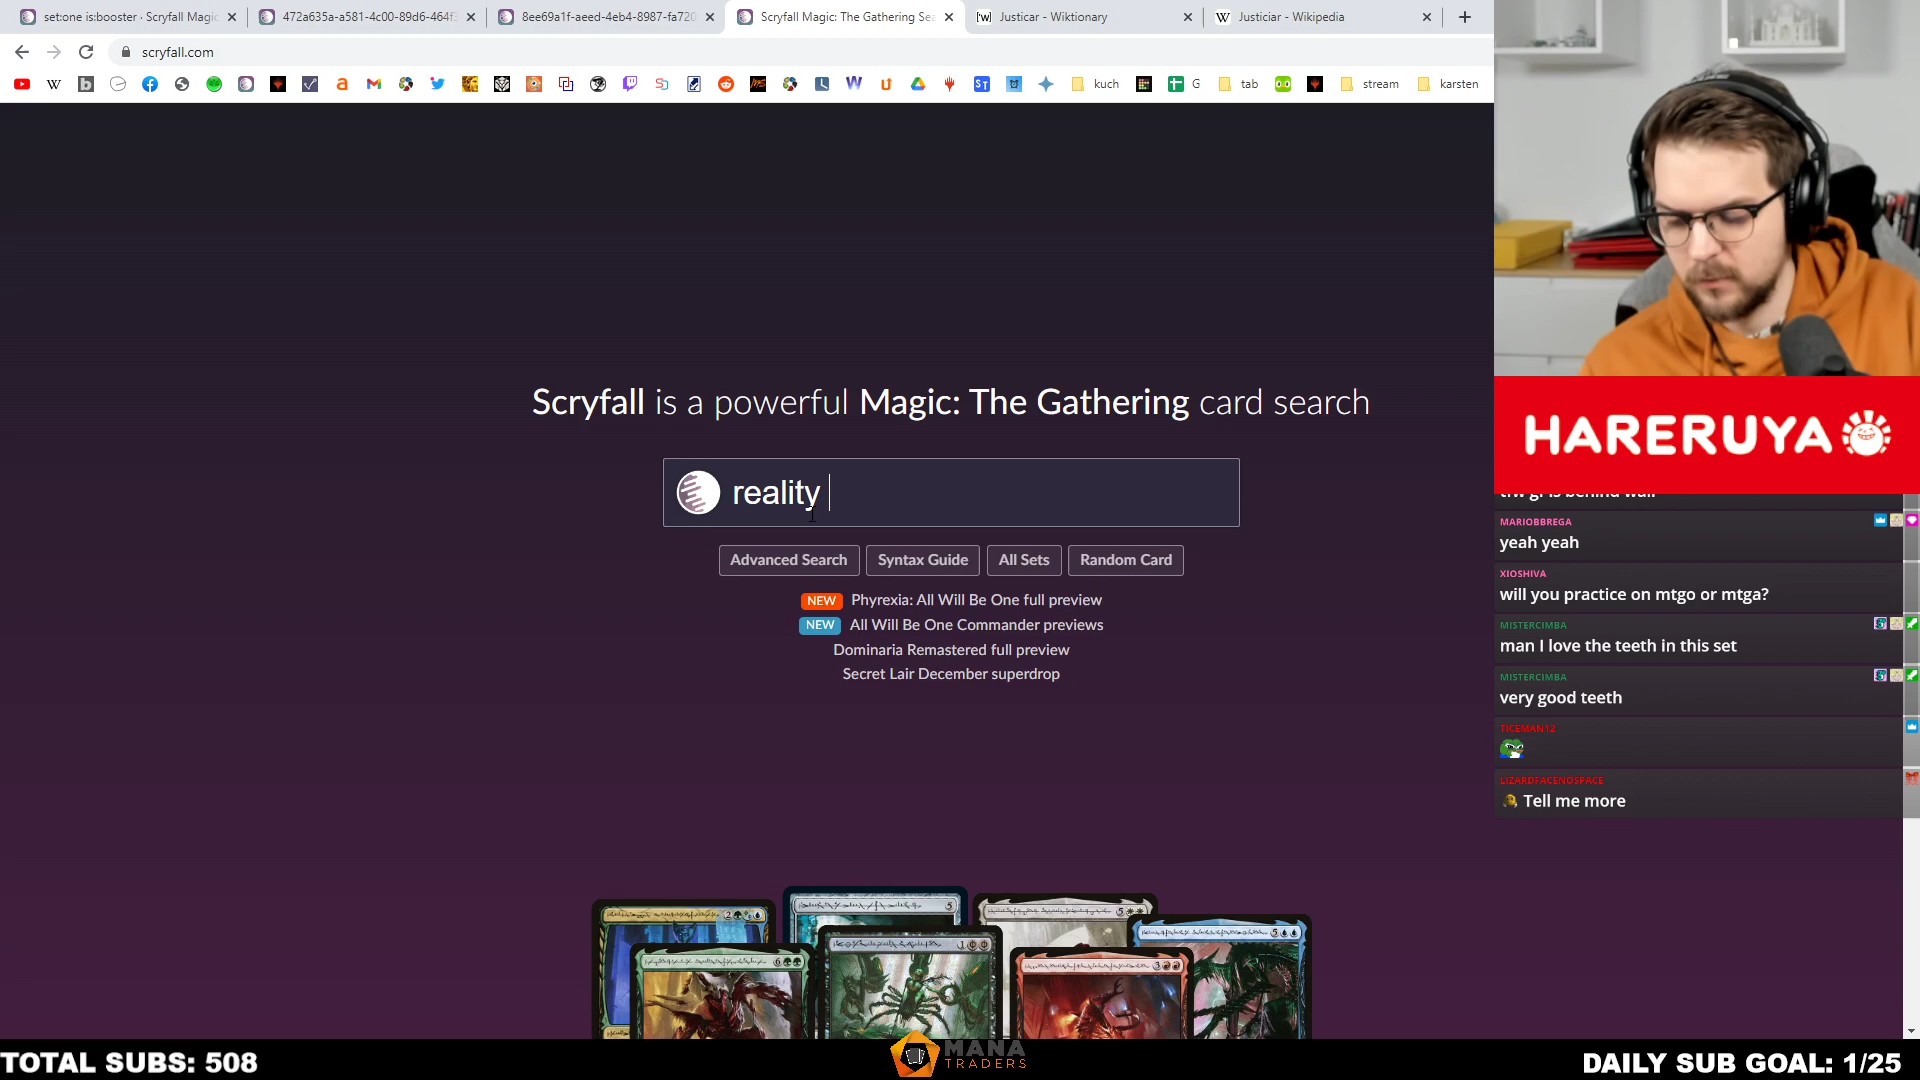 set:one is:booster · Scryfall Magic
472a635a-a581-4c00-89d6-464f
8ee69a1f-aeed-4eb4-8987-fa720
Scryfall Magic: The Gathering Sea
Justicar - Wiktionary
Justiciar - Wikipedia
scryfall.com
kuch
G
tab
stream
karsten
Scryfall is a powerful Magic: The Gathering card search
reality
Advanced Search
Syntax Guide
All Sets
Random Card
NEW Phyrexia: All Will Be One full preview
NEW All Will Be One Commander previews
Dominaria Remastered full preview
Secret Lair December superdrop
HARERUYA
MARIOBBREGA
yeah yeah
XIOSHIVA
will you practice on mtgo or mtga?
MISTERCIMBA
man I love the teeth in this set
MISTERCIMBA
very good teeth
TICEMAN12
LIZARDFACENOSPACE
Tell me more
TOTAL SUBS: 508
MANA
TRADERS
DAILY SUB GOAL: 1/25